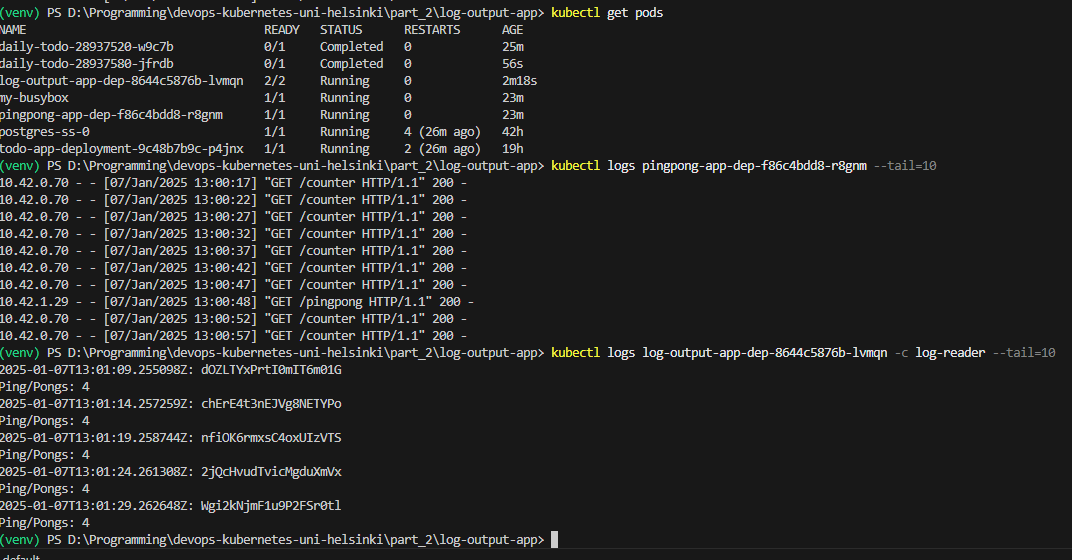 (venv) PS D:\Programming\devops-kubernetes-uni-helsinki\part_2\log-output-app> kubectl get pods
NAME READY STATUS RESTARTS AGE
daily-todo-28937520-w9c7b 0/1 Completed 0 25m
daily-todo-28937580-jfrdb 0/1 Completed 0 56s
log-output-app-dep-8644c5876b-lvmqn 2/2 Running 0 2m18s
my-busybox 1/1 Running 0 23m
pingpong-app-dep-f86c4bdd8-r8gnm 1/1 Running 0 23m
postgres-ss-0 1/1 Running 4 (26m ago) 42h
todo-app-deployment-9c48b7b9c-p4jnx 1/1 Running 2 (26m ago) 19h
(venv) PS D:\Programming\devops-kubernetes-uni-helsinki\part_2\log-output-app> kubectl logs pingpong-app-dep-f86c4bdd8-r8gnm --tail=10
10.42.0.70 - - [07/Jan/2025 13:00:17] "GET /counter HTTP/1.1" 200 -
10.42.0.70 - - [07/Jan/2025 13:00:22] "GET /counter HTTP/1.1" 200 -
10.42.0.70 - - [07/Jan/2025 13:00:27] "GET /counter HTTP/1.1" 200 -
10.42.0.70 - - [07/Jan/2025 13:00:32] "GET /counter HTTP/1.1" 200 -
10.42.0.70 - - [07/Jan/2025 13:00:37] "GET /counter HTTP/1.1" 200 -
10.42.0.70 - - [07/Jan/2025 13:00:42] "GET /counter HTTP/1.1" 200 -
10.42.0.70 - - [07/Jan/2025 13:00:47] "GET /counter HTTP/1.1" 200 -
10.42.1.29 - - [07/Jan/2025 13:00:48] "GET /pingpong HTTP/1.1" 200 -
10.42.0.70 - - [07/Jan/2025 13:00:52] "GET /counter HTTP/1.1" 200 -
10.42.0.70 - - [07/Jan/2025 13:00:57] "GET /counter HTTP/1.1" 200 -
(venv) PS D:\Programming\devops-kubernetes-uni-helsinki\part_2\log-output-app> kubectl logs log-output-app-dep-8644c5876b-lvmqn -c log-reader --tail=10
2025-01-07T13:01:09.255098Z: dOZLTYxPrtI0mIT6m01G
Ping/Pongs: 4
2025-01-07T13:01:14.257259Z: chErE4t3nEJVg8NETYPo
Ping/Pongs: 4
2025-01-07T13:01:19.258744Z: nfiOK6rmxsC4oxUIzVTS
Ping/Pongs: 4
2025-01-07T13:01:24.261308Z: 2jQcHvudTvicMgduXmVx
Ping/Pongs: 4
2025-01-07T13:01:29.262648Z: Wgi2kNjmF1u9P2FSr0tl
Ping/Pongs: 4
(venv) PS D:\Programming\devops-kubernetes-uni-helsinki\part_2\log-output-app>
default